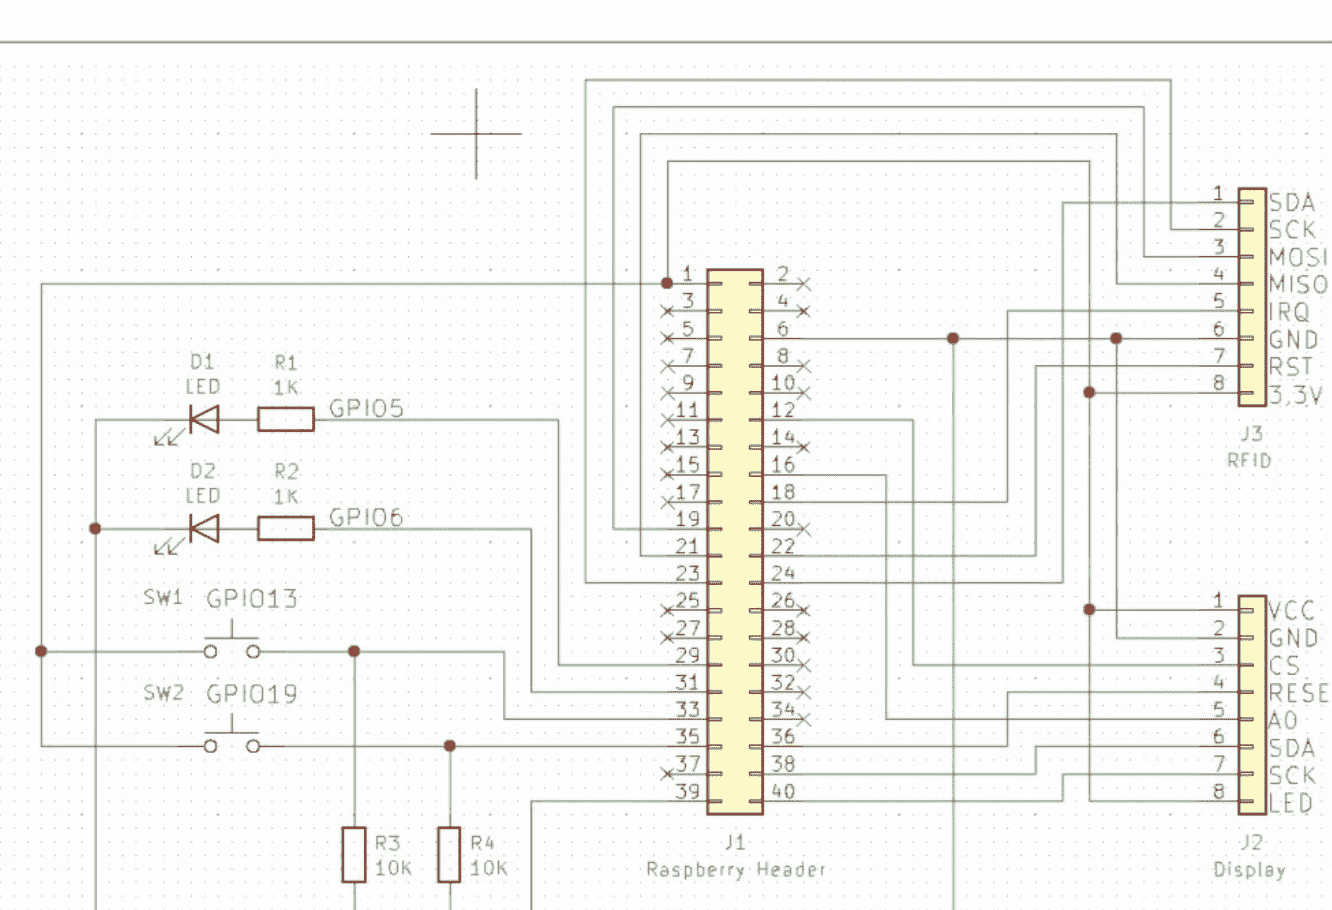 1 SDA
2 SCK
3 MOSI
4 MISO
5 IRQ
6 GND
7 RST
8 3,3V
J3
RFID
1 2
3 4
5 6
7 8
9 10
11 12
13 14
15 16
17 18
19 20
21 22
23 24
25 26
27 28
29 30
31 32
33 34
35 36
37 38
39 40
J1
Raspberry Header
D1 R1
LED 1K
GPIO5
D2 R2
LED 1K
GPIO6
SW1 GPIO13
SW2 GPIO19
R3
10K
R4
10K
1 VCC
2 GND
3 CS
4 RESE
5 A0
6 SDA
7 SCK
8 LED
J2
Display